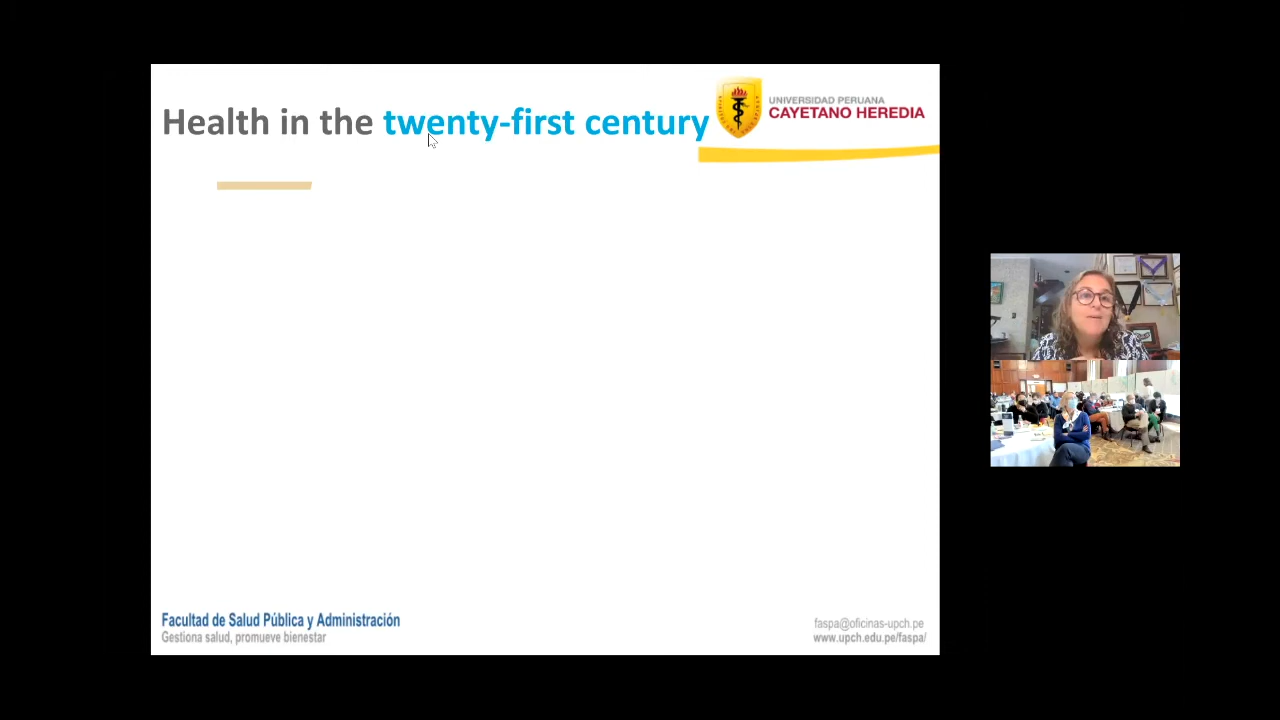 Health in the twenty-first century
UNIVERSIDAD PERUANA
CAYETANO HEREDIA
Facultad de Salud Pública y Administración
Gestiona salud, promueve bienestar
faspa@oficinas-upch.pe
www.upch.edu.pe/faspa/